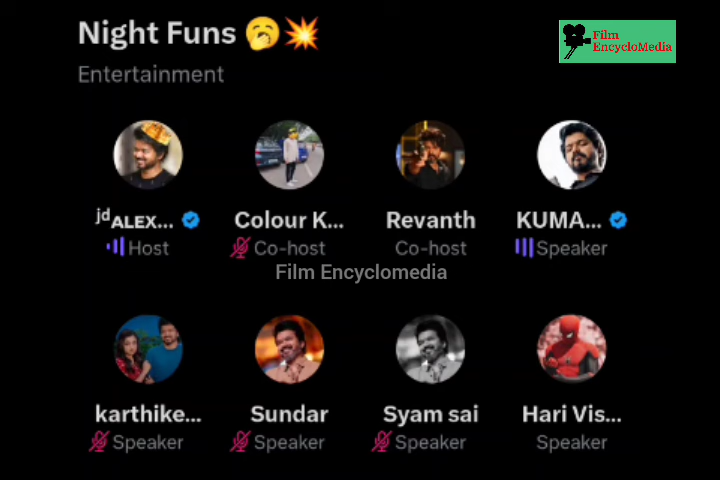 Night Funs 🥱💥
Film
EncycloMedia
Entertainment
ʲᵈALEX... Colour K... Revanth KUMA...
Host Co-host Co-host Speaker
Film Encyclomedia
karthike... Sundar Syam sai Hari Vis...
Speaker Speaker Speaker Speaker